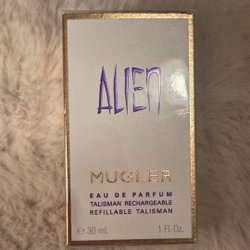 ALIEN
MUGLER
EAU DE PARFUM
TALISMAN RECHARGEABLE
REFILLABLE TALISMAN
℮ 30 ml 1 Fl. Oz.